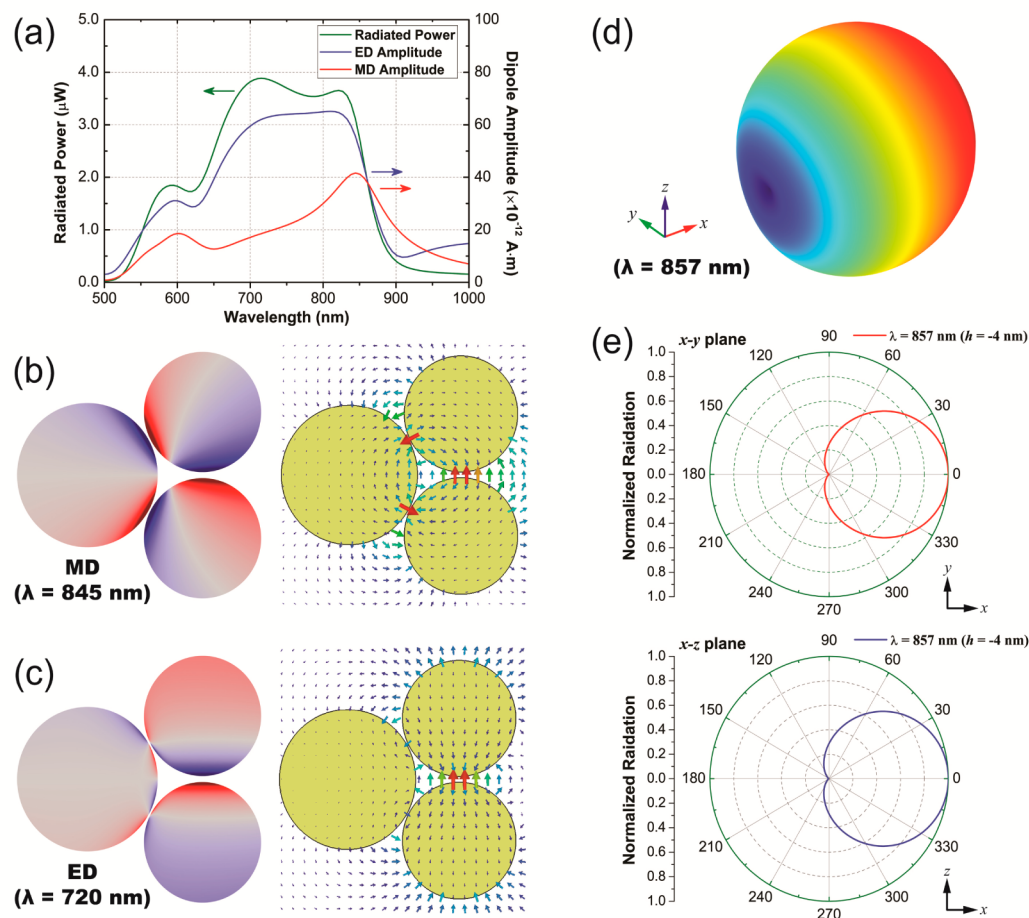 (a)
5.0
4.0
3.0
2.0
1.0
0.0
Radiated Power (μW)
500
600
700
800
900
1000
Wavelength (nm)
100
80
60
40
20
0
Dipole Amplitude (×10⁻¹² A·m)
Radiated Power
ED Amplitude
MD Amplitude
(d)
z
y
x
(λ = 857 nm)
(b)
MD
(λ = 845 nm)
(c)
ED
(λ = 720 nm)
(e)
x-y plane
λ = 857 nm (h = -4 nm)
Normalized Raidation
1.0
0.8
0.6
0.4
0.2
0.0
0.2
0.4
0.6
0.8
1.0
90
120
60
150
30
180
0
210
330
240
300
270
y
x
x-z plane
λ = 857 nm (h = -4 nm)
Normalized Raidation
1.0
0.8
0.6
0.4
0.2
0.0
0.2
0.4
0.6
0.8
1.0
90
120
60
150
30
180
0
210
330
240
300
270
z
x